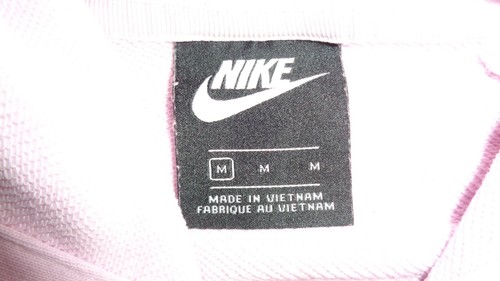 NIKE
M M M
MADE IN VIETNAM
FABRIQUE AU VIETNAM